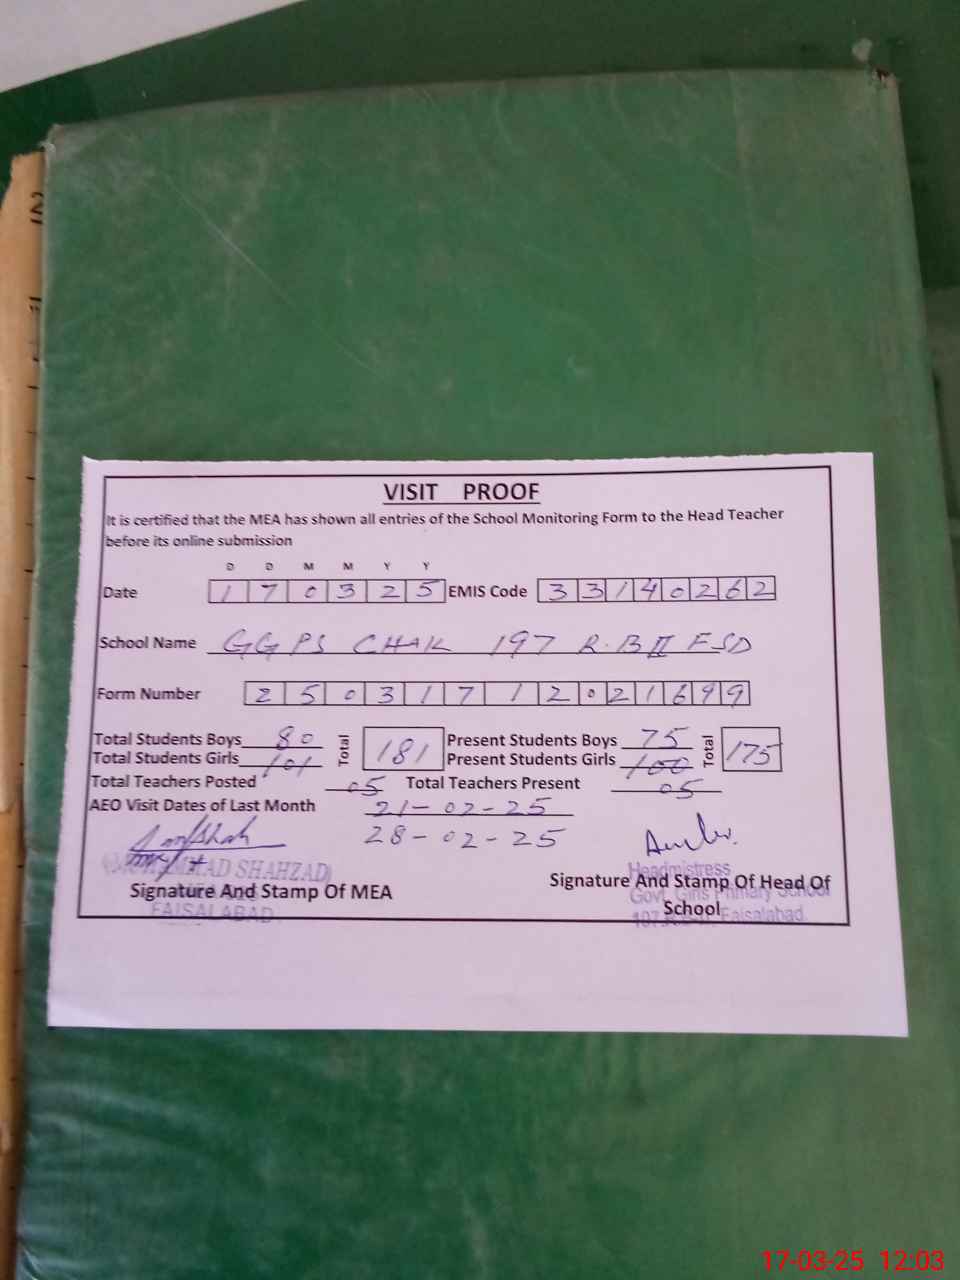 VISIT PROOF
It is certified that the MEA has shown all entries of the School Monitoring Form to the Head Teacher
before its online submission
D D M M Y Y
Date 1 7 0 3 2 5 EMIS Code 3 3 1 4 0 2 6 2
School Name GGPS CHAK 197 R.B II FSD
Form Number 2 5 0 3 1 7 1 2 0 2 1 6 9 9
Total Students Boys 80 Total 181 Present Students Boys 75 Total 175
Total Students Girls 101 Present Students Girls 100
Total Teachers Posted 05 Total Teachers Present 05
AEO Visit Dates of Last Month 21-02-25
28-02-25
SHAHZAD)
Headmistress
Signature And Stamp Of MEA Signature And Stamp Of Head Of
Govt. Girls Primary School
School
FAISALABAD
Faisalabad
17-03-25 12:03